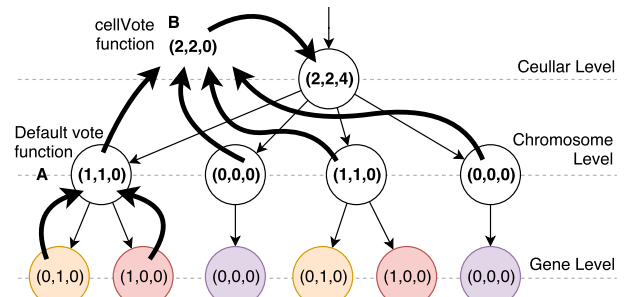 cellVote B
function (2,2,0)
(2,2,4)
Ceullar Level
Default vote
function
A
Chromosome
Level
(1,1,0) (0,0,0) (1,1,0) (0,0,0)
Gene Level
(0,1,0) (1,0,0) (0,0,0) (0,1,0) (1,0,0) (0,0,0)